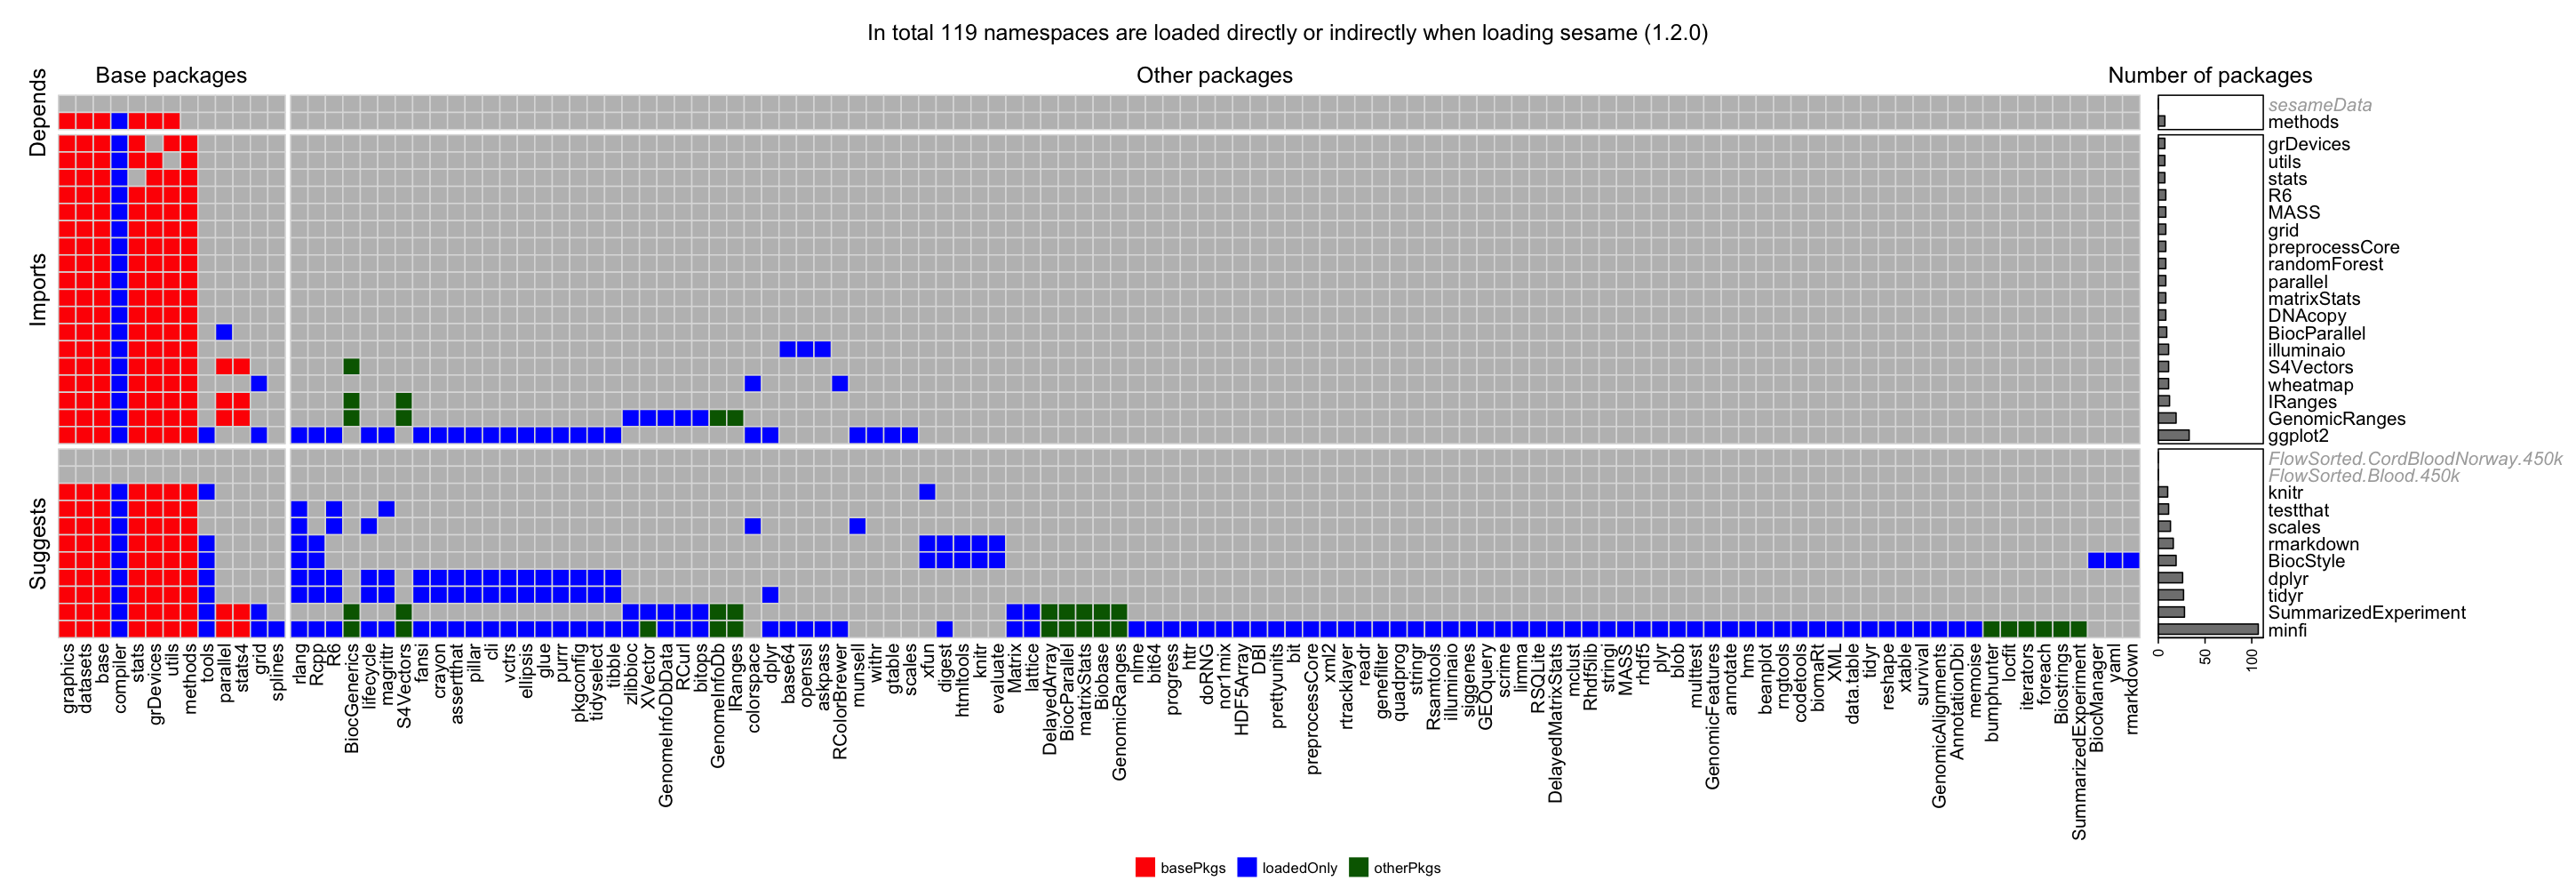 In total 119 namespaces are loaded directly or indirectly when loading sesame (1.2.0)
Base packages
Other packages
Number of packages
Depends
sesameData
methods
Imports
grDevices
utils
stats
R6
MASS
grid
preprocessCore
randomForest
parallel
matrixStats
DNAcopy
BiocParallel
illuminaio
S4Vectors
wheatmap
IRanges
GenomicRanges
ggplot2
Suggests
FlowSorted.CordBloodNorway.450k
FlowSorted.Blood.450k
knitr
testthat
scales
rmarkdown
BiocStyle
dplyr
tidyr
SummarizedExperiment
minfi
graphics
datasets
base
compiler
stats
grDevices
utils
methods
tools
parallel
stats4
grid
splines
rlang
Rcpp
R6
BiocGenerics
lifecycle
magrittr
S4Vectors
fansi
crayon
assertthat
pillar
cli
vctrs
ellipsis
glue
purrr
pkgconfig
tidyselect
tibble
zlibbioc
XVector
GenomeInfoDbData
RCurl
bitops
GenomeInfoDb
IRanges
colorspace
dplyr
base64
openssl
askpass
RColorBrewer
munsell
withr
gtable
scales
xfun
digest
htmltools
knitr
evaluate
Matrix
lattice
DelayedArray
BiocParallel
matrixStats
Biobase
GenomicRanges
nlme
bit64
progress
httr
doRNG
nor1mix
HDF5Array
DBI
prettyunits
bit
preprocessCore
xml2
rtracklayer
readr
genefilter
quadprog
stringr
Rsamtools
illuminaio
siggenes
GEOquery
scrime
limma
RSQLite
DelayedMatrixStats
mclust
Rhdf5lib
stringi
MASS
rhdf5
plyr
blob
multtest
GenomicFeatures
annotate
hms
beanplot
rngtools
codetools
biomaRt
XML
data.table
tidyr
reshape
xtable
survival
GenomicAlignments
AnnotationDbi
memoise
bumphunter
locfit
iterators
foreach
Biostrings
SummarizedExperiment
BiocManager
yaml
rmarkdown
0
50
100
basePkgs
loadedOnly
otherPkgs